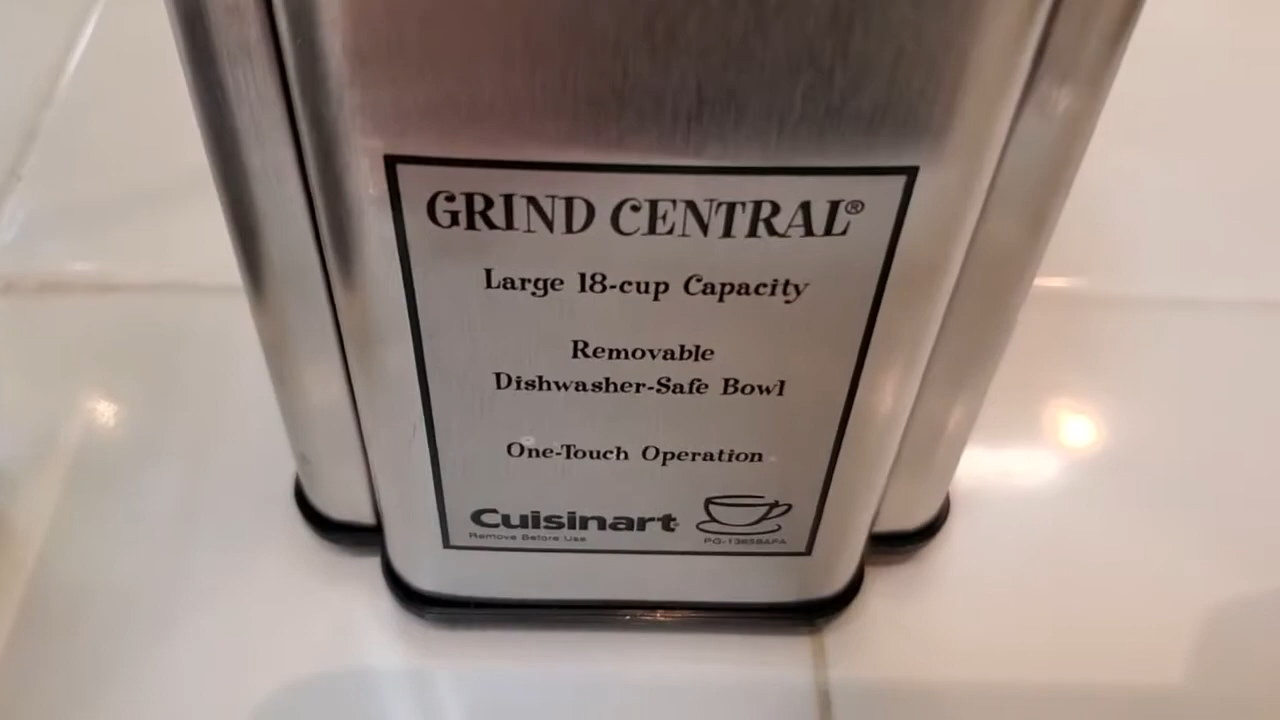 GRIND CENTRAL®
Large 18-cup Capacity
Removable
Dishwasher-Safe Bowl
One-Touch Operation
Cuisinart
Remove Before Use